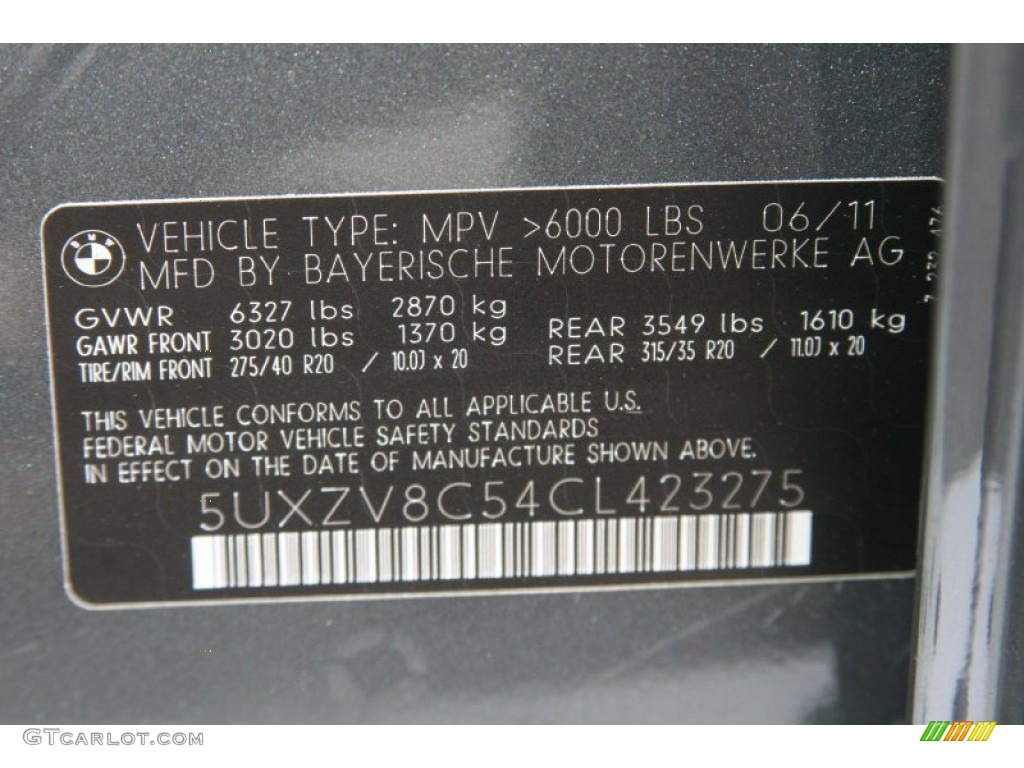 BMW
VEHICLE TYPE: MPV >6000 LBS 06/11
MFD BY BAYERISCHE MOTORENWERKE AG
GVWR 6327 lbs 2870 kg
GAWR FRONT 3020 lbs 1370 kg REAR 3549 lbs 1610 kg
TIRE/RIM FRONT 275/40 R20 / 10.0J x 20 REAR 315/35 R20 / 11.0J x 20
THIS VEHICLE CONFORMS TO ALL APPLICABLE U.S.
FEDERAL MOTOR VEHICLE SAFETY STANDARDS
IN EFFECT ON THE DATE OF MANUFACTURE SHOWN ABOVE.
5UXZV8C54CL423275
GTCARLOT.COM